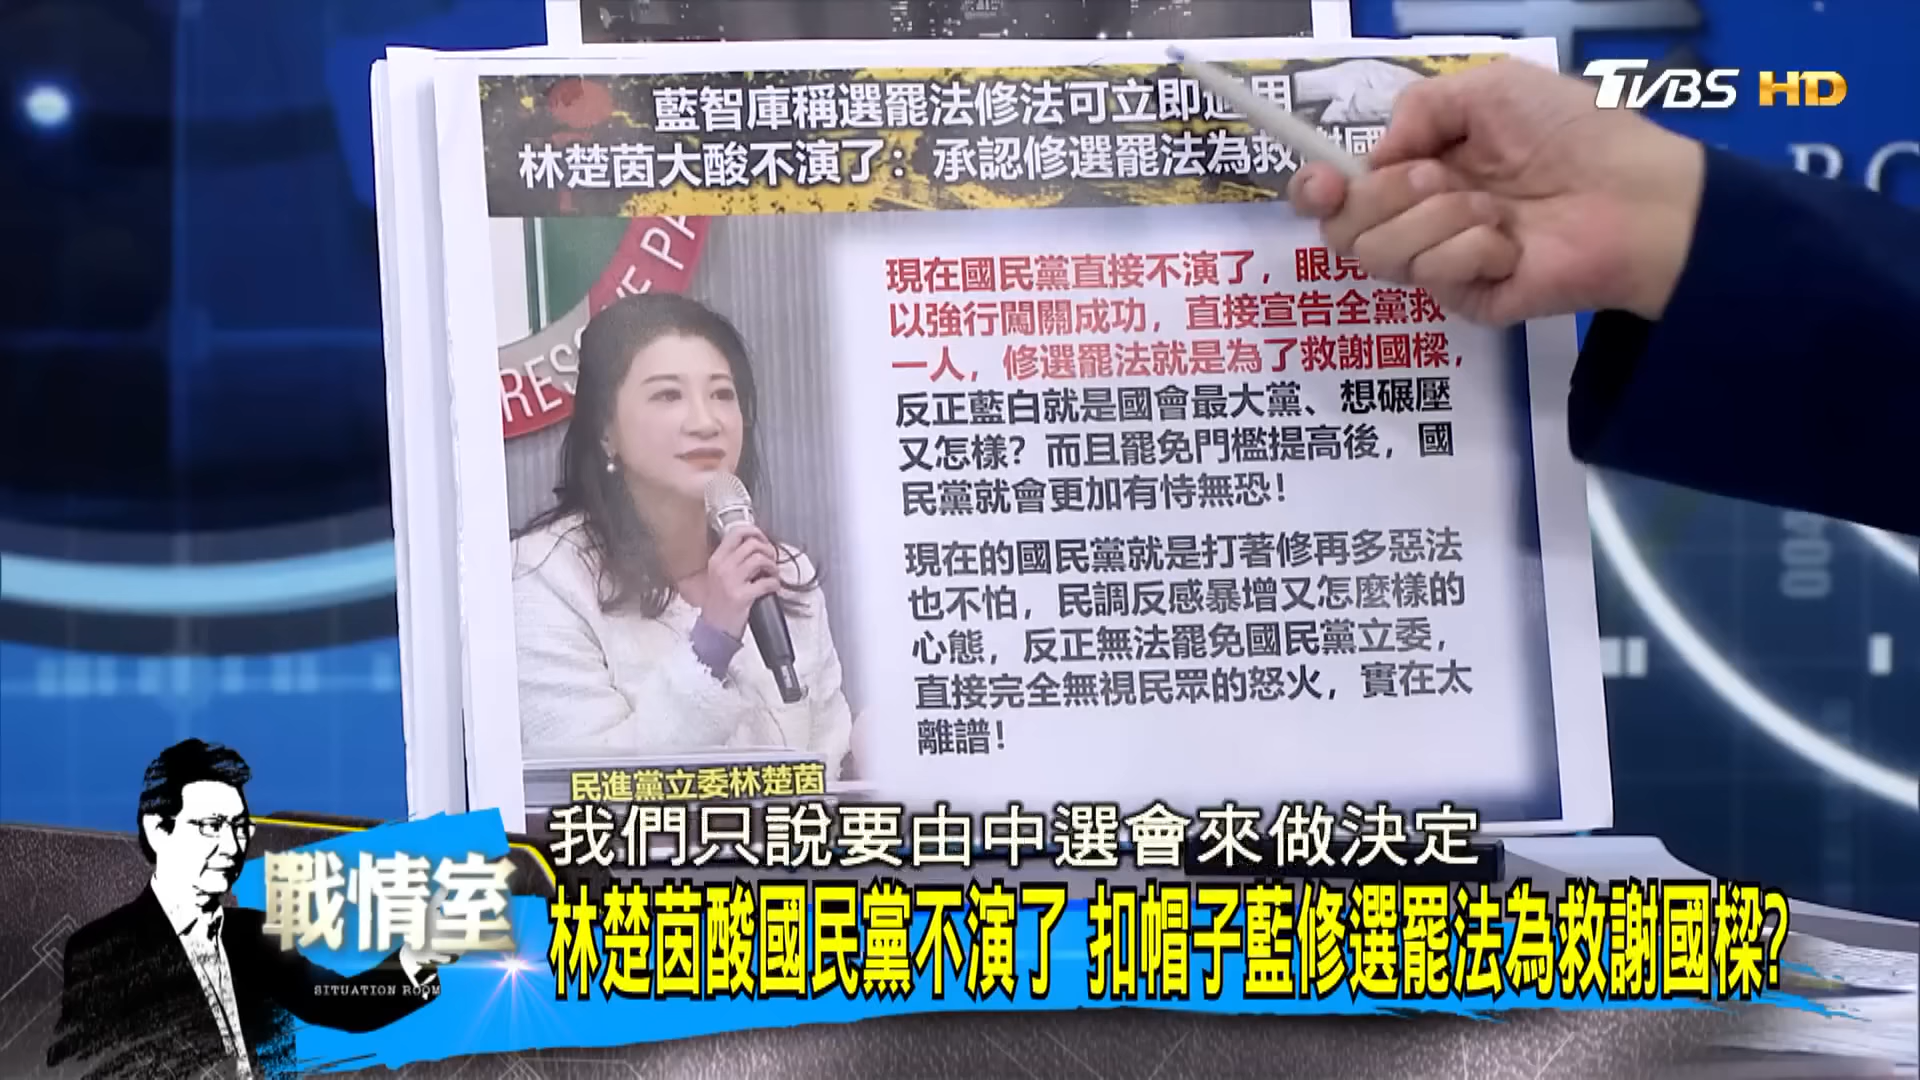 TVBS HD
藍智庫稱選罷法修法可立即適用
林楚茵大酸不演了：承認修選罷法為救謝國
RESSIVE PA
現在國民黨直接不演了，眼見
以強行闖關成功，直接宣告全黨救
一人，修選罷法就是為了救謝國樑，
反正藍白就是國會最大黨、想碾壓
又怎樣？而且罷免門檻提高後，國
民黨就會更加有恃無恐！
現在的國民黨就是打著修再多惡法
也不怕，民調反感暴增又怎麼樣的
心態，反正無法罷免國民黨立委，
直接完全無視民眾的怒火，實在太
離譜！
民進黨立委林楚茵
我們只說要由中選會來做決定
戰情室
SITUATION ROOM
林楚茵酸國民黨不演了 扣帽子藍修選罷法為救謝國樑?